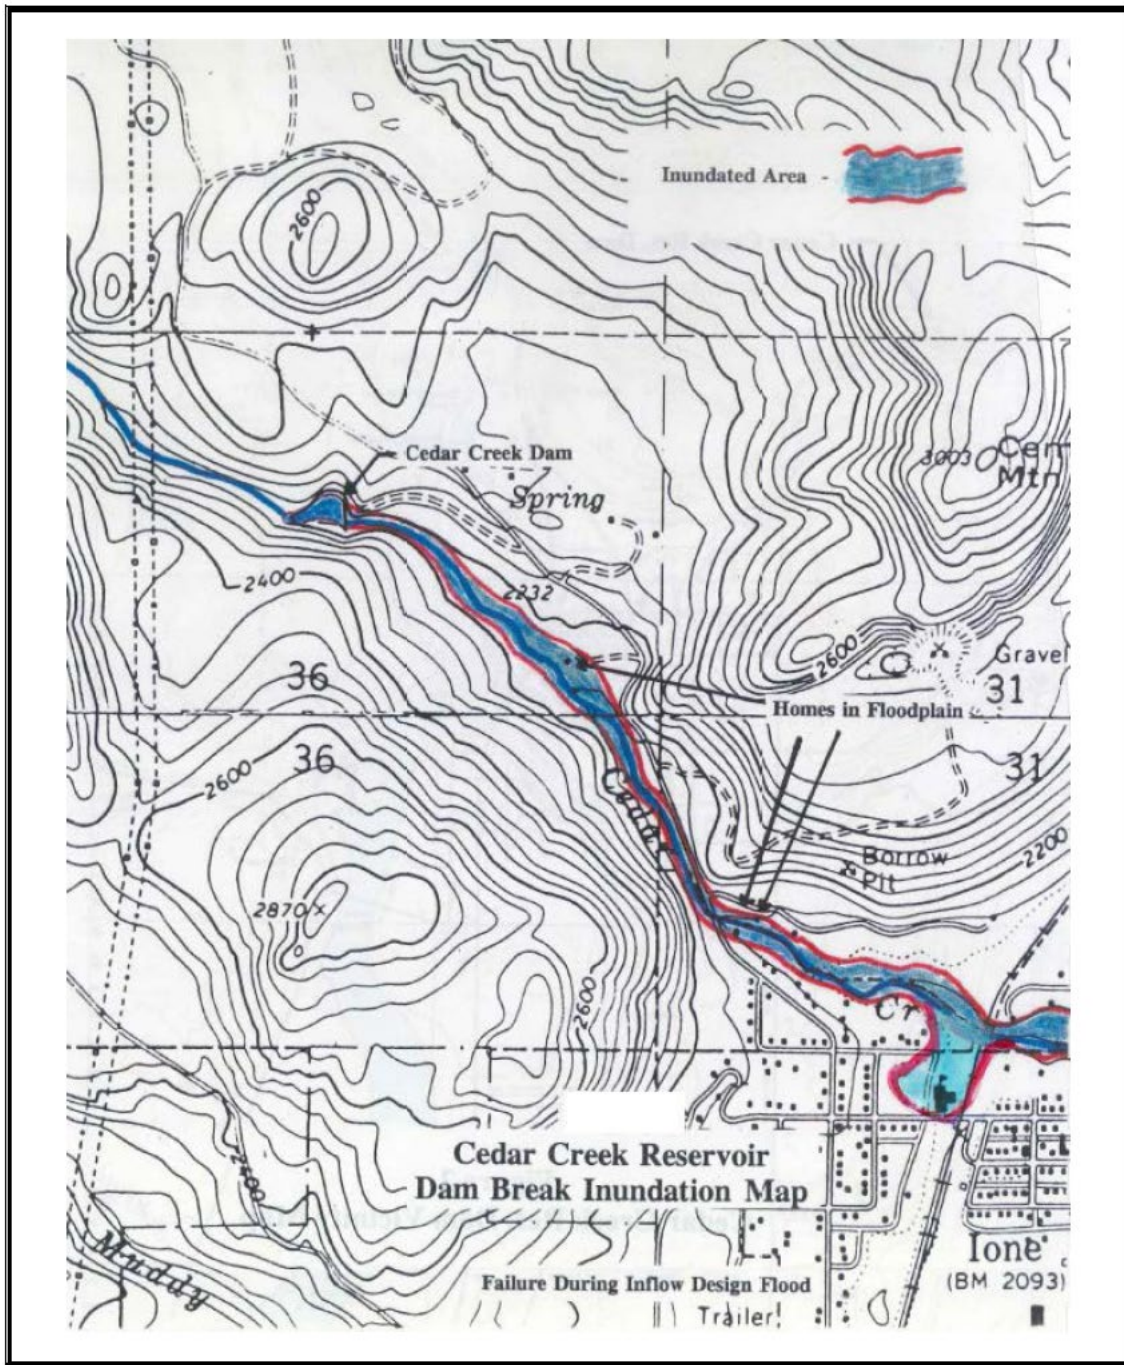 2600
Inundated Area -
Cedar Creek Dam
Spring
3003
Cem
Mtn
2400
2232
2600
Gravel
36
31
Homes in Floodplain
36
2600
31
Cedar
Borrow
Pit
2200
2870
2600
Cr
Cedar Creek Reservoir
Dam Break Inundation Map
2400
Muddy
Ione
(BM 2093)
Failure During Inflow Design Flood
Trailer